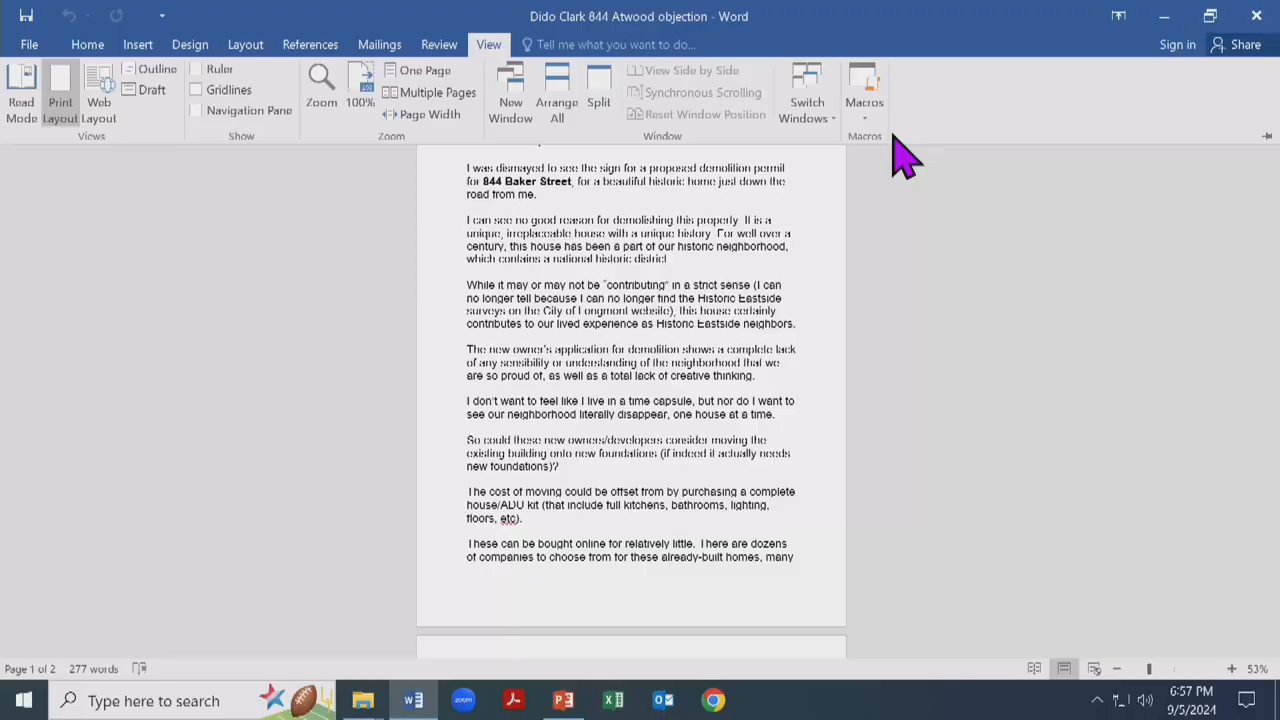 Dido Clark 844 Atwood objection - Word
File Home Insert Design Layout References Mailings Review View Tell me what you want to do... Sign in Share
Read Mode
Print Layout
Web Layout
Outline
Draft
Views
Ruler
Gridlines
Navigation Pane
Show
Zoom
100%
One Page
Multiple Pages
Page Width
Zoom
New Window
Arrange All
Split
View Side by Side
Synchronous Scrolling
Reset Window Position
Window
Switch Windows
Macros
Macros
I was dismayed to see the sign for a proposed demolition permit
for 844 Baker Street, for a beautiful historic home just down the
road from me.
I can see no good reason for demolishing this property. It is a
unique, irreplaceable house with a unique history. For well over a
century, this house has been a part of our historic neighborhood,
which contains a national historic district
While it may or may not be "contributing" in a strict sense (I can
no longer tell because I can no longer find the Historic Eastside
surveys on the City of Longmont website), this house certainly
contributes to our lived experience as Historic Eastside neighbors.
The new owner's application for demolition shows a complete lack
of any sensibility or understanding of the neighborhood that we
are so proud of, as well as a total lack of creative thinking.
I don't want to feel like I live in a time capsule, but nor do I want to
see our neighborhood literally disappear, one house at a time.
So could these new owners/developers consider moving the
existing building onto new foundations (if indeed it actually needs
new foundations)?
The cost of moving could be offset from by purchasing a complete
house/ADU kit (that include full kitchens, bathrooms, lighting,
floors, etc).
These can be bought online for relatively little. There are dozens
of companies to choose from for these already-built homes, many
Page 1 of 2 277 words 53%
Type here to search
zoom
6:57 PM
9/5/2024